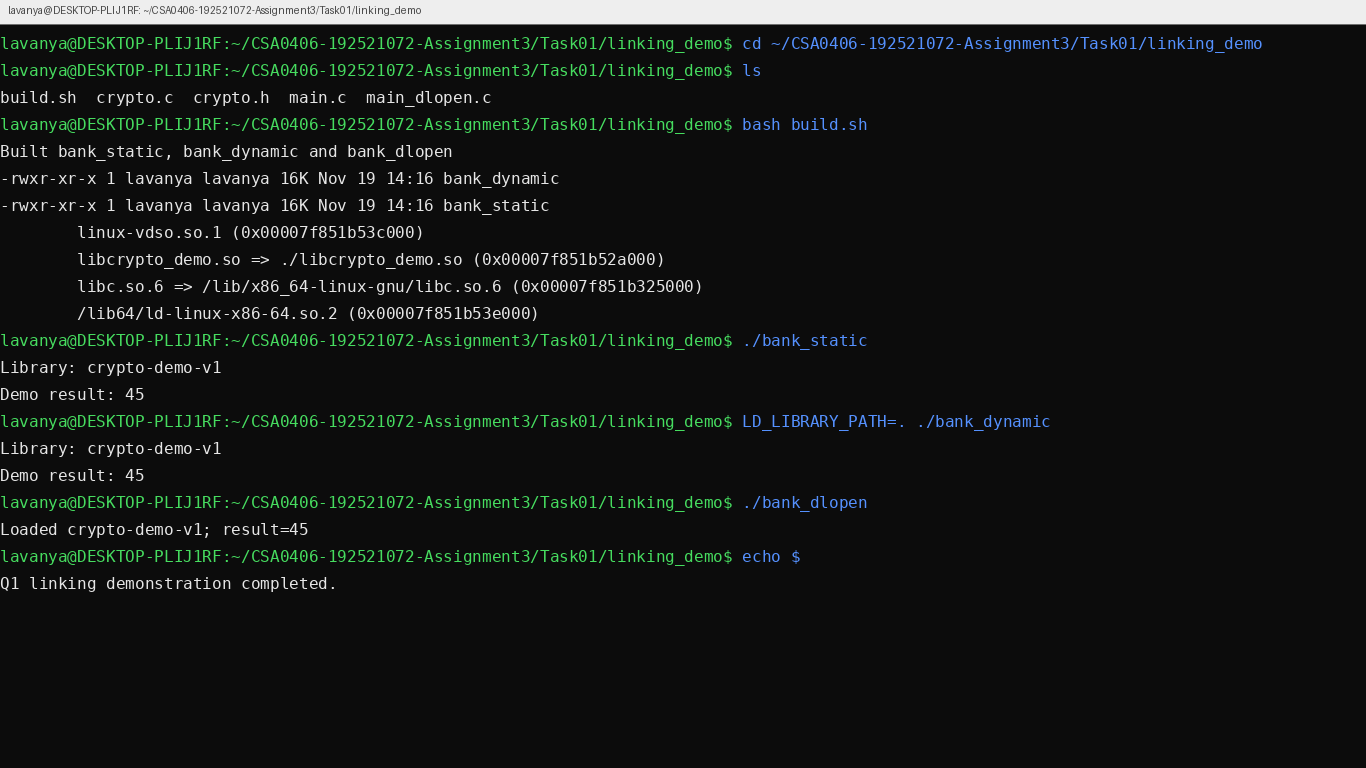 lavanya@DESKTOP-PLIJ1RF: ~/CSA0406-192521072-Assignment3/Task01/linking_demo
lavanya@DESKTOP-PLIJ1RF:~/CSA0406-192521072-Assignment3/Task01/linking_demo$ cd ~/CSA0406-192521072-Assignment3/Task01/linking_demo
lavanya@DESKTOP-PLIJ1RF:~/CSA0406-192521072-Assignment3/Task01/linking_demo$ ls
build.sh  crypto.c  crypto.h  main.c  main_dlopen.c
lavanya@DESKTOP-PLIJ1RF:~/CSA0406-192521072-Assignment3/Task01/linking_demo$ bash build.sh
Built bank_static, bank_dynamic and bank_dlopen
-rwxr-xr-x 1 lavanya lavanya 16K Nov 19 14:16 bank_dynamic
-rwxr-xr-x 1 lavanya lavanya 16K Nov 19 14:16 bank_static
        linux-vdso.so.1 (0x00007f851b53c000)
        libcrypto_demo.so => ./libcrypto_demo.so (0x00007f851b52a000)
        libc.so.6 => /lib/x86_64-linux-gnu/libc.so.6 (0x00007f851b325000)
        /lib64/ld-linux-x86-64.so.2 (0x00007f851b53e000)
lavanya@DESKTOP-PLIJ1RF:~/CSA0406-192521072-Assignment3/Task01/linking_demo$ ./bank_static
Library: crypto-demo-v1
Demo result: 45
lavanya@DESKTOP-PLIJ1RF:~/CSA0406-192521072-Assignment3/Task01/linking_demo$ LD_LIBRARY_PATH=. ./bank_dynamic
Library: crypto-demo-v1
Demo result: 45
lavanya@DESKTOP-PLIJ1RF:~/CSA0406-192521072-Assignment3/Task01/linking_demo$ ./bank_dlopen
Loaded crypto-demo-v1; result=45
lavanya@DESKTOP-PLIJ1RF:~/CSA0406-192521072-Assignment3/Task01/linking_demo$ echo $
Q1 linking demonstration completed.